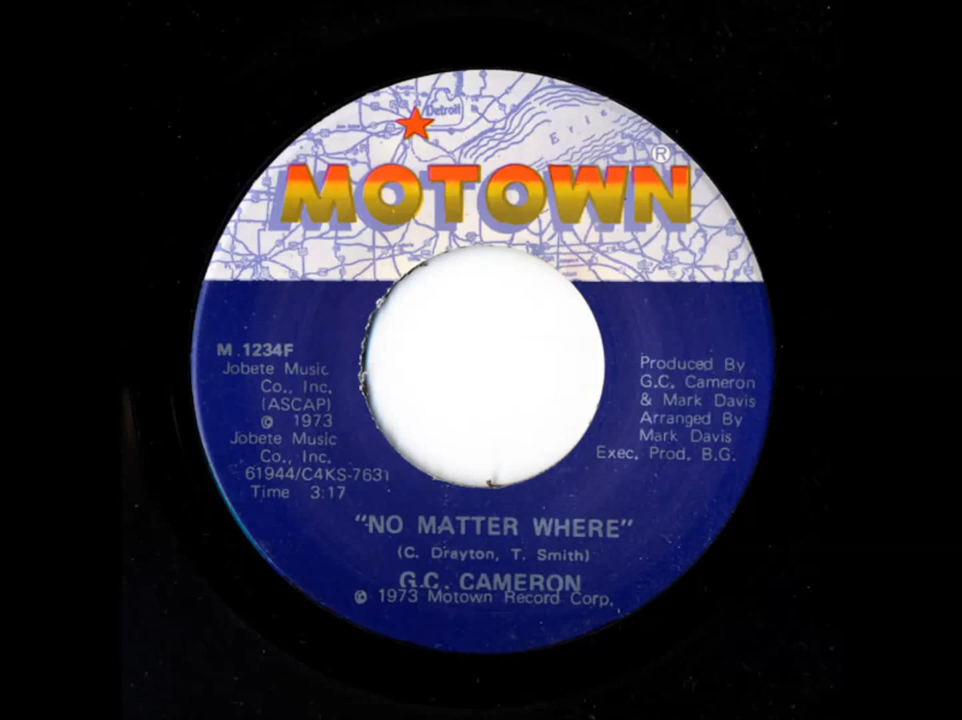 Detroit
Erie
MOTOWN
®
M 1234F
Jobete Music
Co., Inc.
(ASCAP)
© 1973
Jobete Music
Co., Inc.
61944/C4KS-7631
Time 3:17
Produced By
G.C. Cameron
& Mark Davis
Arranged By
Mark Davis
Exec. Prod. B.G.
"NO MATTER WHERE"
(C. Drayton, T. Smith)
G.C. CAMERON
℗ 1973 Motown Record Corp.